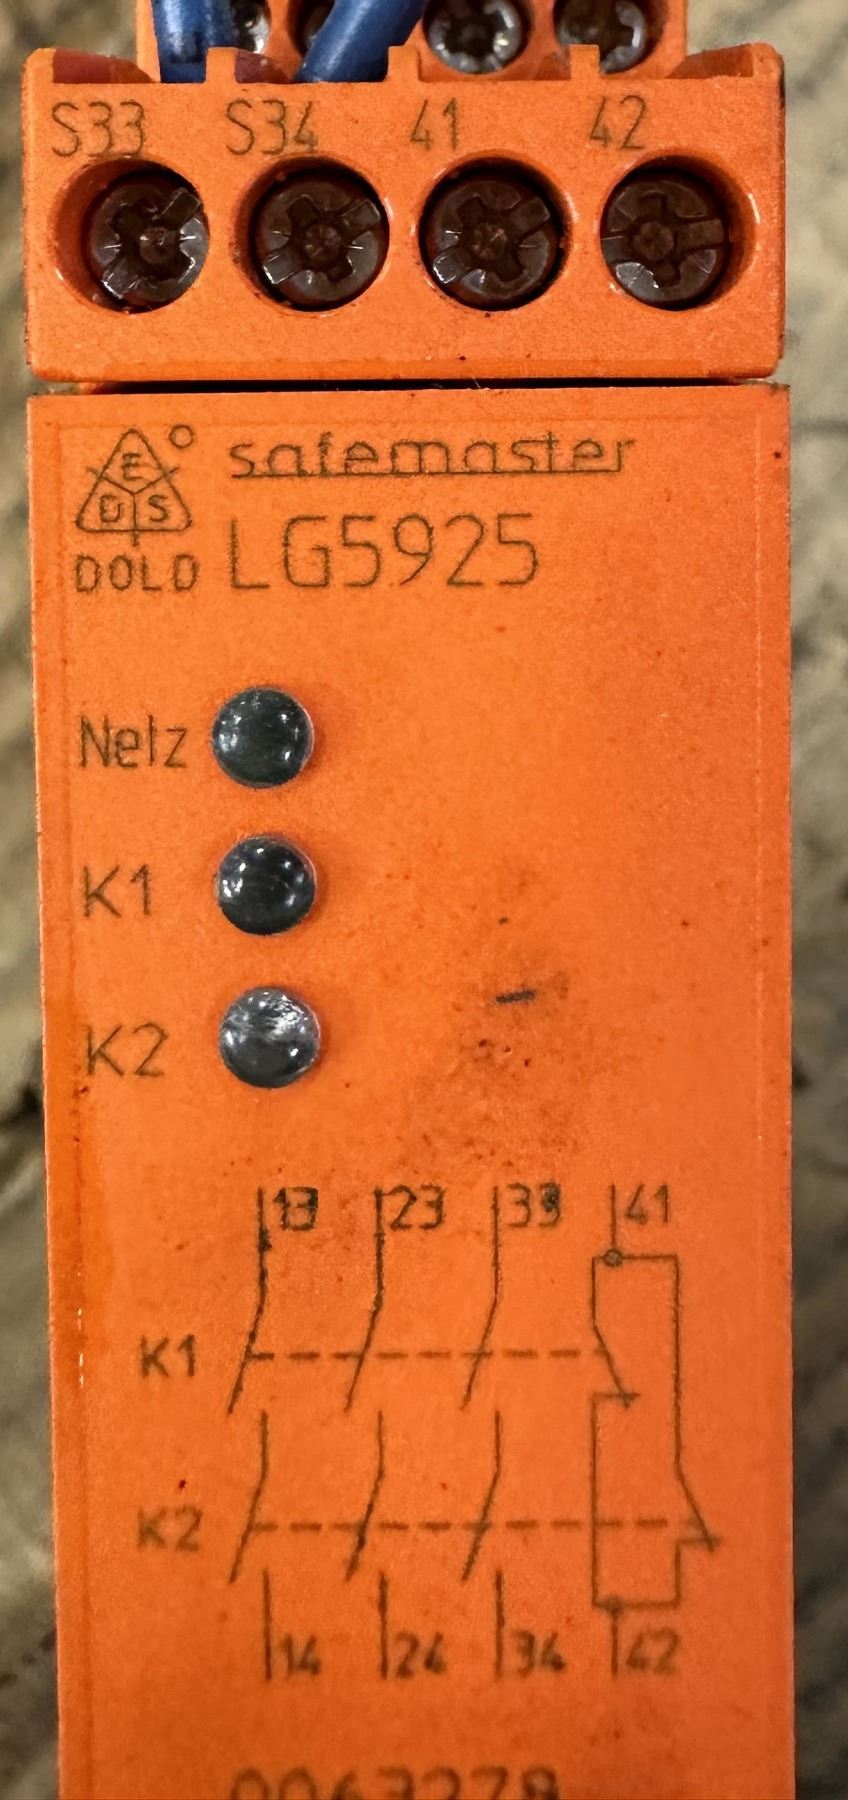 S33 S34 41 42
E
D S
DOLD
safemaster
LG5925
Netz
K1
K2
13 23 33 41
K1
K2
14 24 34 42
0063278